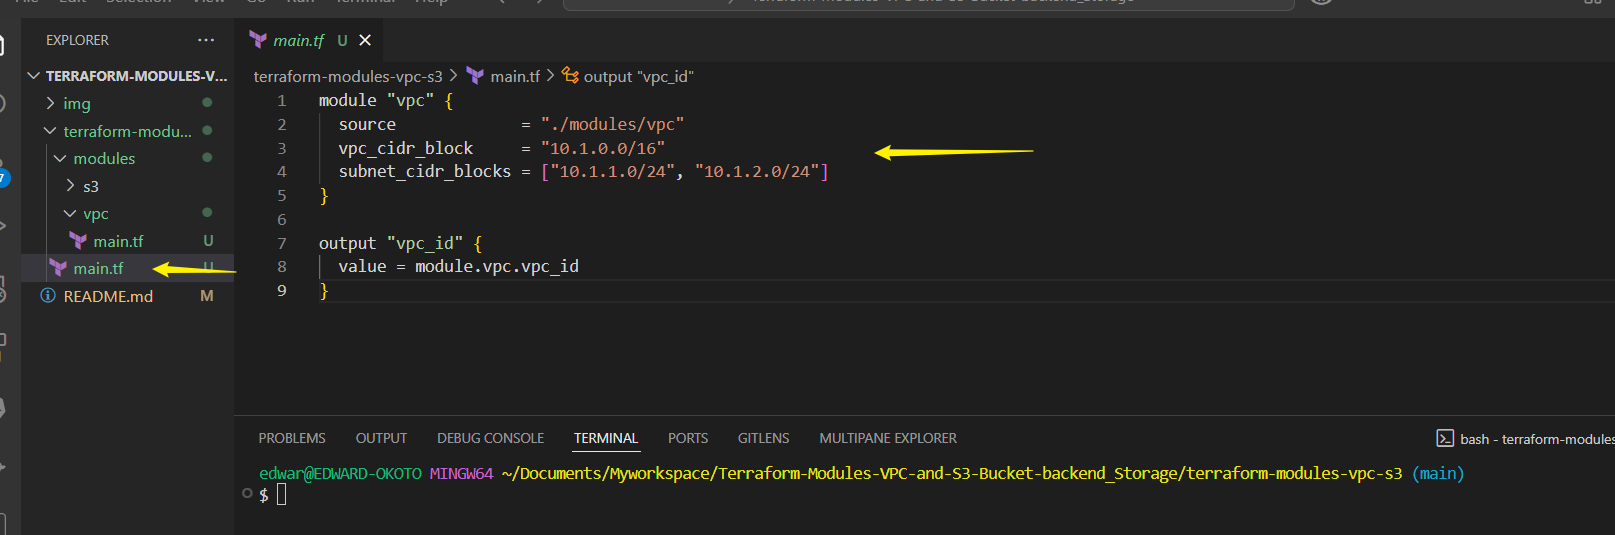 EXPLORER ...
TERRAFORM-MODULES-V...
img
terraform-modu...
modules
s3
vpc
main.tf U
main.tf U
README.md M
main.tf U
terraform-modules-vpc-s3 > main.tf > output "vpc_id"
1 module "vpc" {
2 source = "./modules/vpc"
3 vpc_cidr_block = "10.1.0.0/16"
4 subnet_cidr_blocks = ["10.1.1.0/24", "10.1.2.0/24"]
5 }
6
7 output "vpc_id" {
8 value = module.vpc.vpc_id
9 }
PROBLEMS OUTPUT DEBUG CONSOLE TERMINAL PORTS GITLENS MULTIPANE EXPLORER bash - terraform-modules
edwar@EDWARD-OKOTO MINGW64 ~/Documents/Myworkspace/Terraform-Modules-VPC-and-S3-Bucket-backend_Storage/terraform-modules-vpc-s3 (main)
$